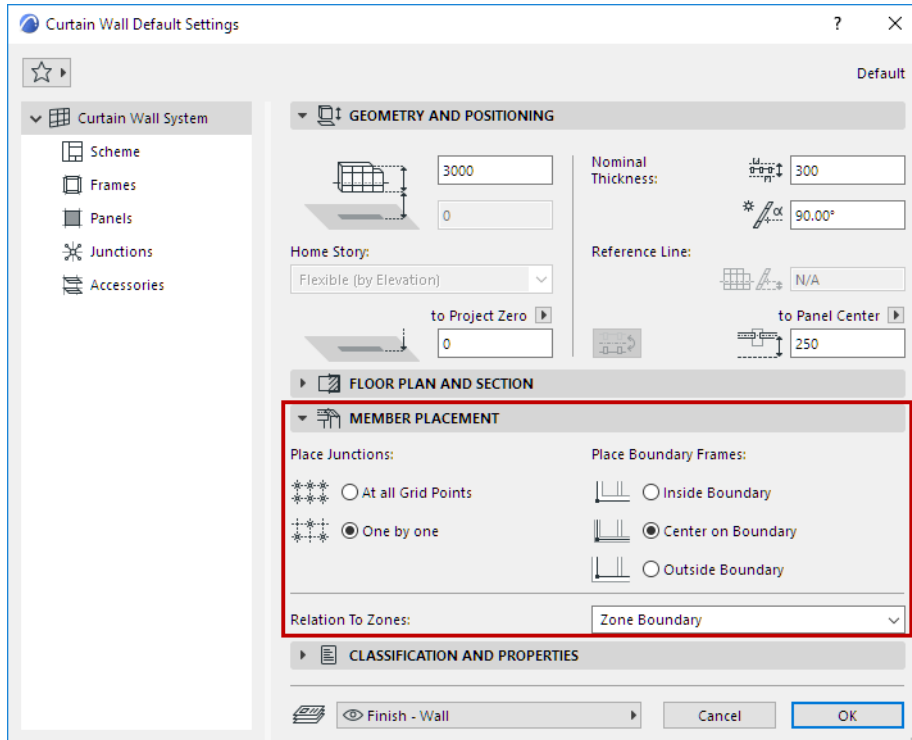 Curtain Wall Default Settings
?
Default
Curtain Wall System
Scheme
Frames
Panels
Junctions
Accessories
GEOMETRY AND POSITIONING
3000
0
Nominal
Thickness:
300
α
90.00°
Home Story:
Flexible (by Elevation)
Reference Line:
N/A
to Project Zero
0
to Panel Center
250
FLOOR PLAN AND SECTION
MEMBER PLACEMENT
Place Junctions:
At all Grid Points
One by one
Place Boundary Frames:
Inside Boundary
Center on Boundary
Outside Boundary
Relation To Zones:
Zone Boundary
CLASSIFICATION AND PROPERTIES
Finish - Wall
Cancel
OK